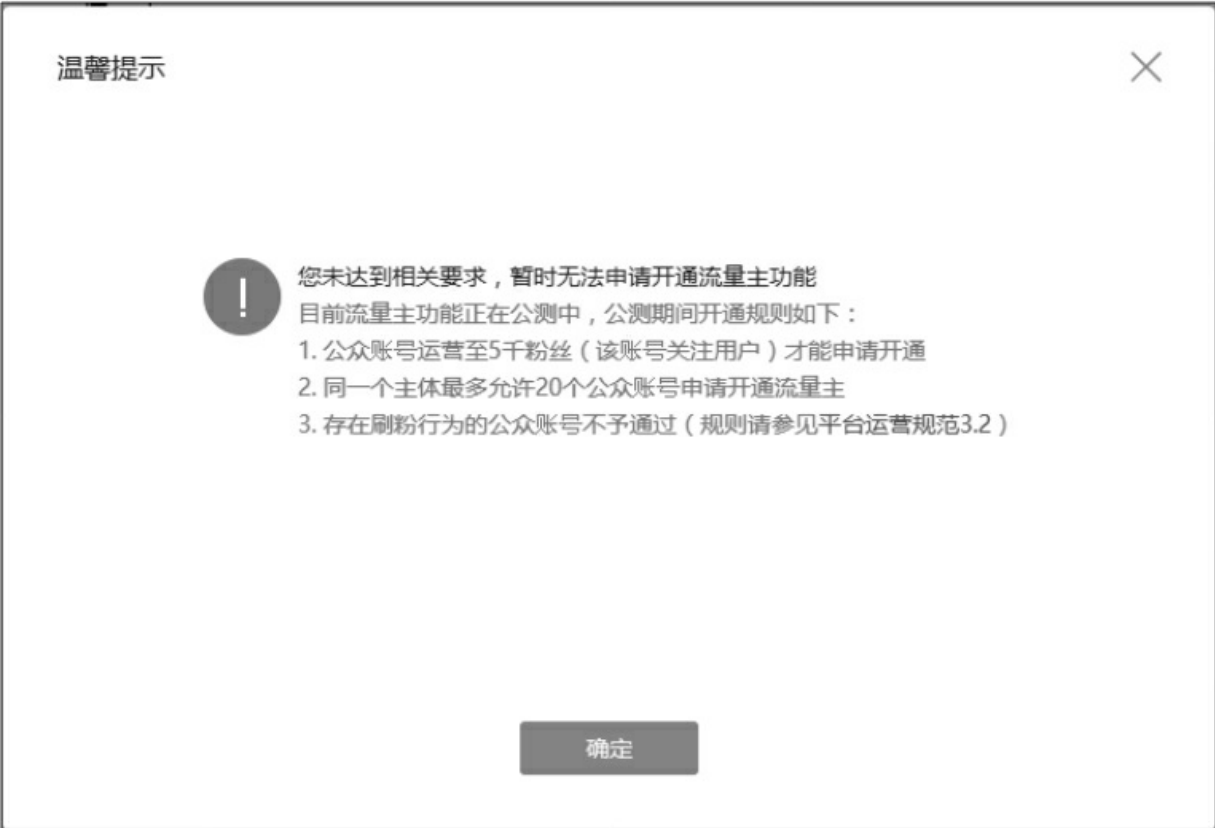 温馨提示
您未达到相关要求，暂时无法申请开通流量主功能
目前流量主功能正在公测中，公测期间开通规则如下：
1. 公众账号运营至5千粉丝（该账号关注用户）才能申请开通
2. 同一个主体最多允许20个公众账号申请开通流量主
3. 存在刷粉行为的公众账号不予通过（规则请参见平台运营规范3.2）
确定